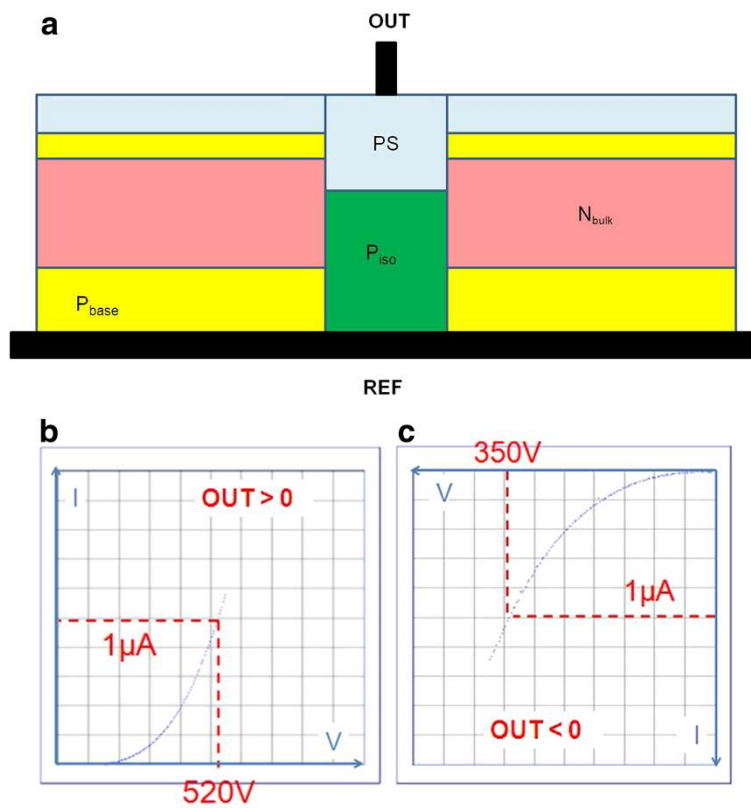 a
OUT
PS
Nbulk
Piso
Pbase
REF
b
I
OUT > 0
1µA
V
520V
c
350V
V
1µA
OUT < 0
I